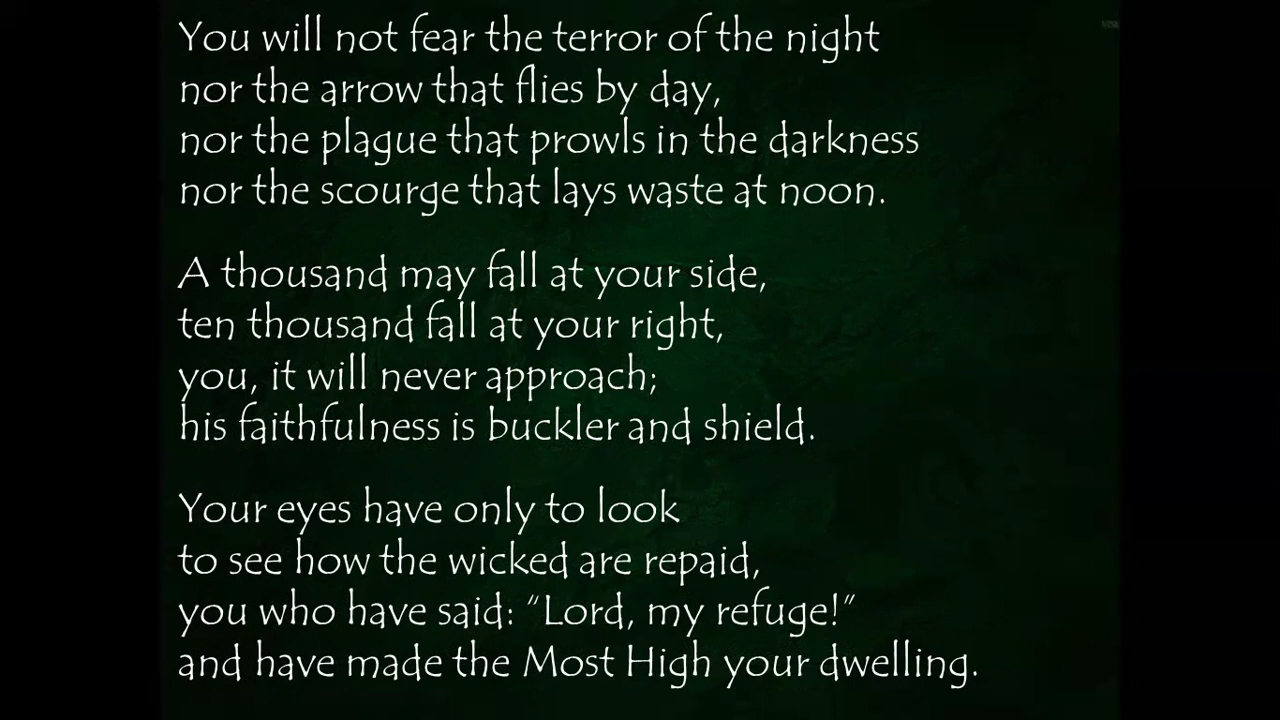 You will not fear the terror of the night
nor the arrow that flies by day,
nor the plague that prowls in the darkness
nor the scourge that lays waste at noon.
A thousand may fall at your side,
ten thousand fall at your right,
you, it will never approach;
his faithfulness is buckler and shield.
Your eyes have only to look
to see how the wicked are repaid,
you who have said: “Lord, my refuge!”
and have made the Most High your dwelling.